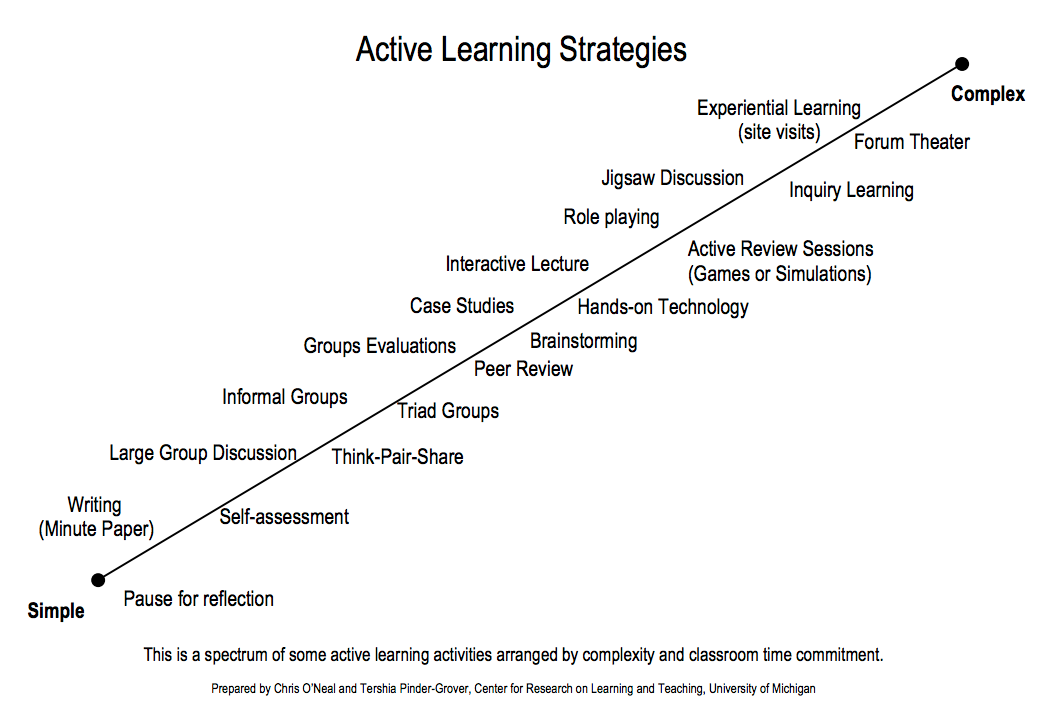 Active Learning Strategies
Complex
Experiential Learning
(site visits)
Forum Theater
Jigsaw Discussion
Inquiry Learning
Role playing
Active Review Sessions
(Games or Simulations)
Interactive Lecture
Case Studies
Hands-on Technology
Groups Evaluations
Brainstorming
Peer Review
Informal Groups
Triad Groups
Large Group Discussion
Think-Pair-Share
Writing
(Minute Paper)
Self-assessment
Simple
Pause for reflection
This is a spectrum of some active learning activities arranged by complexity and classroom time commitment.
Prepared by Chris O'Neal and Tershia Pinder-Grover, Center for Research on Learning and Teaching, University of Michigan